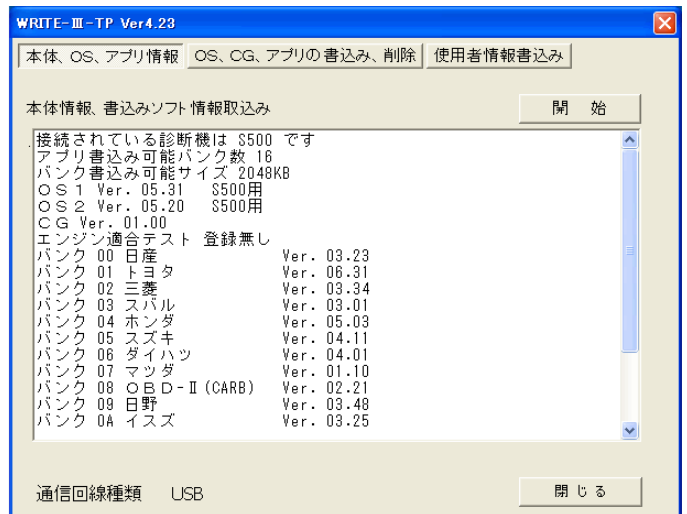 WRITE-Ⅲ-TP Ver4.23
本体、OS、アプリ情報 OS、CG、アプリの書込み、削除 使用者情報書込み
本体情報、書込みソフト情報取込み 開 始
接続されている診断機は S500 です
アプリ書込み可能バンク数 16
バンク書込み可能サイズ 2048KB
ＯＳ１ Ver. 05.31 S500用
ＯＳ２ Ver. 05.20 S500用
ＣＧ Ver. 01.00
エンジン適合テスト 登録無し
バンク 00 日産 Ver. 03.23
バンク 01 トヨタ Ver. 06.31
バンク 02 三菱 Ver. 03.34
バンク 03 スバル Ver. 03.01
バンク 04 ホンダ Ver. 05.03
バンク 05 スズキ Ver. 04.11
バンク 06 ダイハツ Ver. 04.01
バンク 07 マツダ Ver. 01.10
バンク 08 ＯＢＤ-Ⅱ(CARB) Ver. 02.21
バンク 09 日野 Ver. 03.48
バンク 0A イスズ Ver. 03.25
通信回線種類 USB 閉じる